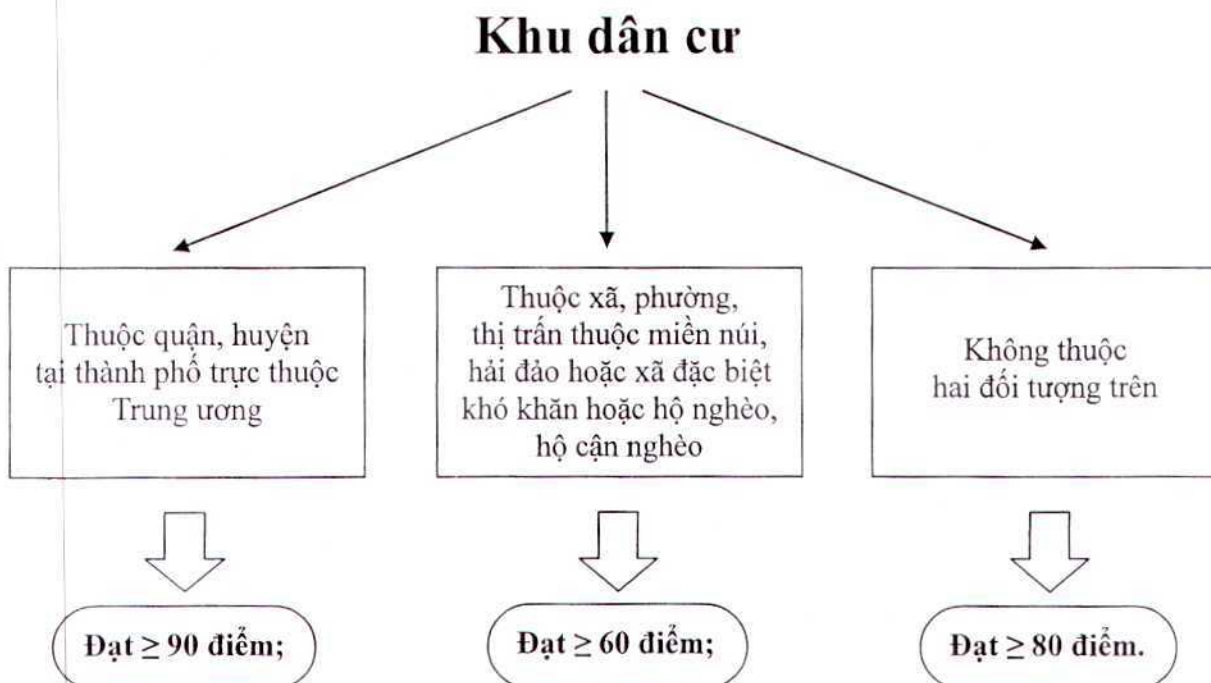 Khu dân cư
Thuộc quận, huyện
tại thành phố trực thuộc
Trung ương
Thuộc xã, phường,
thị trấn thuộc miền núi,
hải đảo hoặc xã đặc biệt
khó khăn hoặc hộ nghèo,
hộ cận nghèo
Không thuộc
hai đối tượng trên
Đạt ≥ 90 điểm;
Đạt ≥ 60 điểm;
Đạt ≥ 80 điểm.